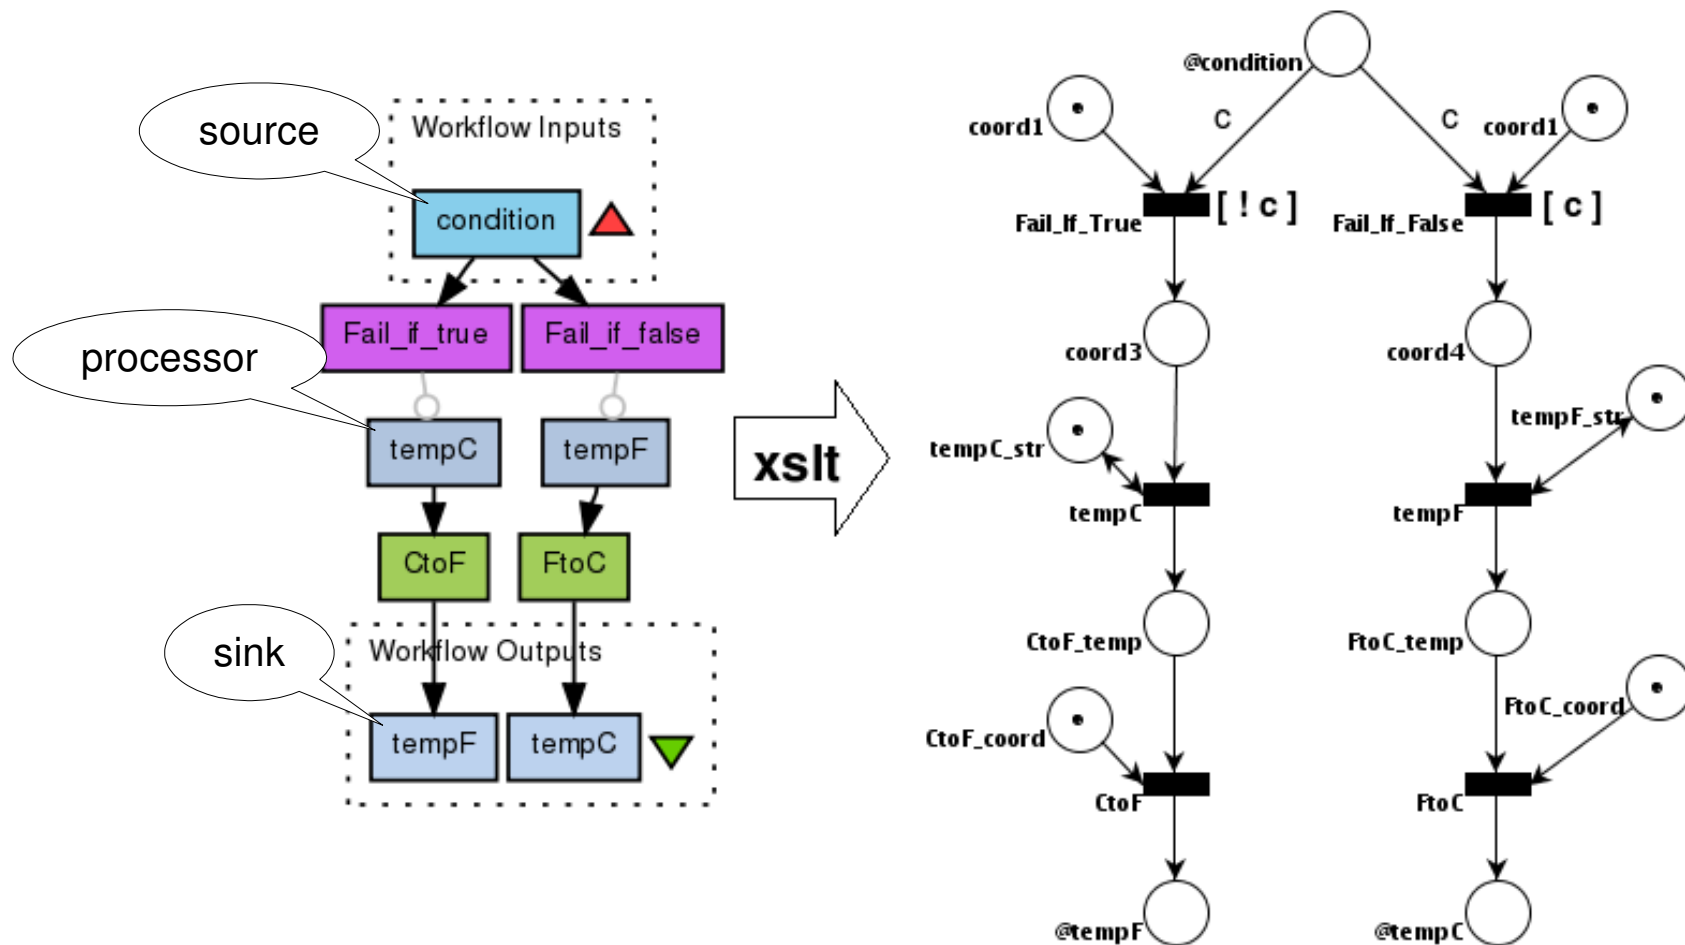 source
Workflow Inputs
condition
Fail_if_true
Fail_if_false
processor
tempC
tempF
CtoF
FtoC
sink
Workflow Outputs
tempF
tempC
xslt
@condition
coord1
c
c
coord1
Fail_If_True
[ ! c ]
Fail_If_False
[ c ]
coord3
coord4
tempC_str
tempF_str
tempC
tempF
CtoF_temp
FtoC_temp
CtoF_coord
FtoC_coord
CtoF
FtoC
@tempF
@tempC